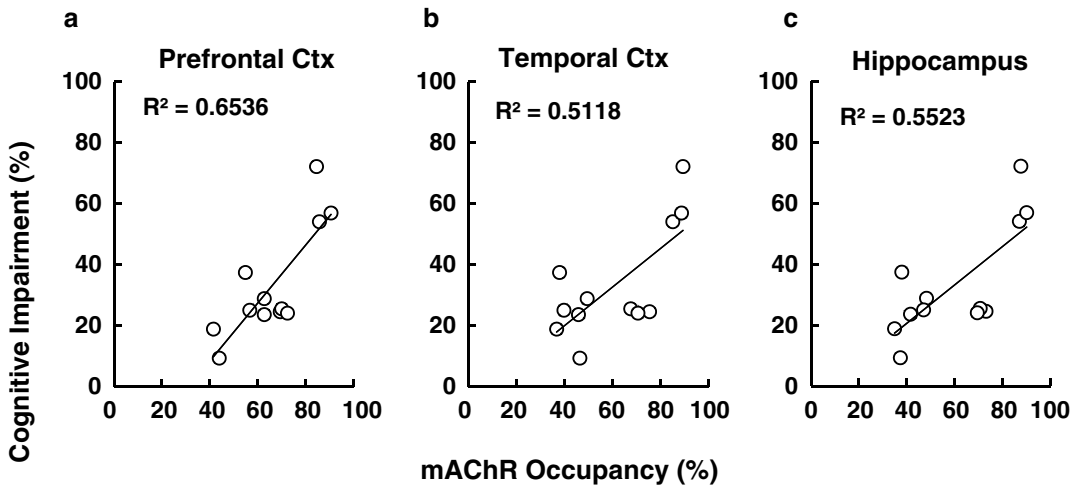 a
Prefrontal Ctx
R² = 0.6536
100
80
60
40
20
0
0 20 40 60 80 100
b
Temporal Ctx
R² = 0.5118
100
80
60
40
20
0
0 20 40 60 80 100
c
Hippocampus
R² = 0.5523
100
80
60
40
20
0
0 20 40 60 80 100
Cognitive Impairment (%)
mAChR Occupancy (%)